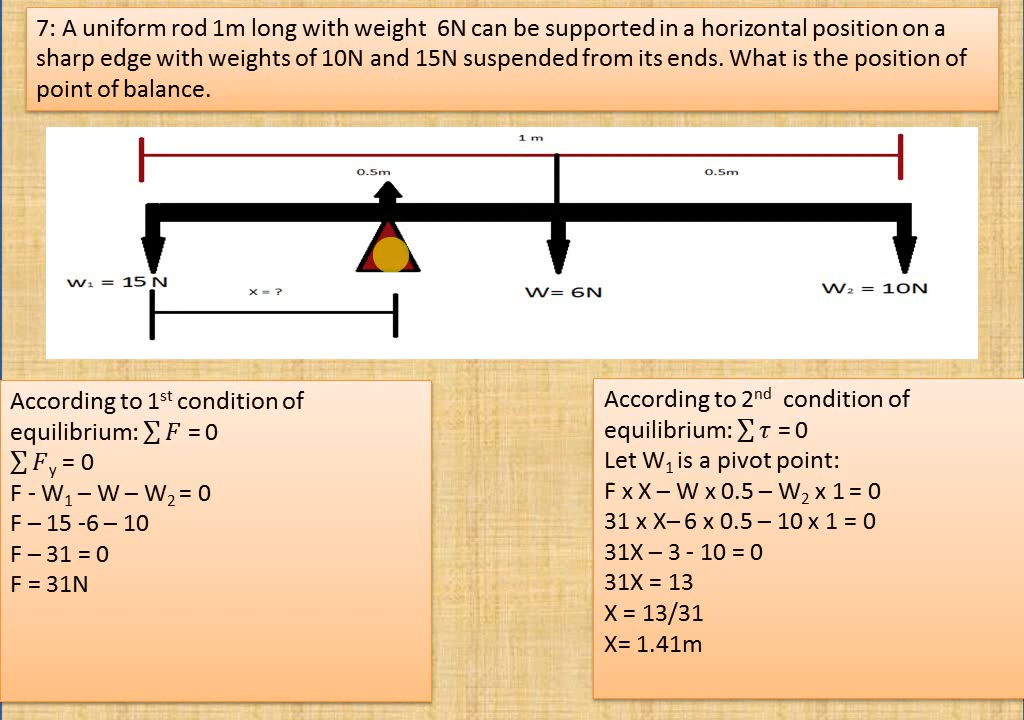 7: A uniform rod 1m long with weight 6N can be supported in a horizontal position on a
sharp edge with weights of 10N and 15N suspended from its ends. What is the position of
point of balance.
1 m
0.5m
0.5m
W₁ = 15 N
x = ?
W= 6N
W₂ = 10N
According to 1st condition of
equilibrium: ∑ F = 0
∑ Fy = 0
F - W₁ – W – W₂ = 0
F – 15 -6 – 10
F – 31 = 0
F = 31N
According to 2nd condition of
equilibrium: ∑ τ = 0
Let W₁ is a pivot point:
F x X – W x 0.5 – W₂ x 1 = 0
31 x X– 6 x 0.5 – 10 x 1 = 0
31X – 3 - 10 = 0
31X = 13
X = 13/31
X= 1.41m